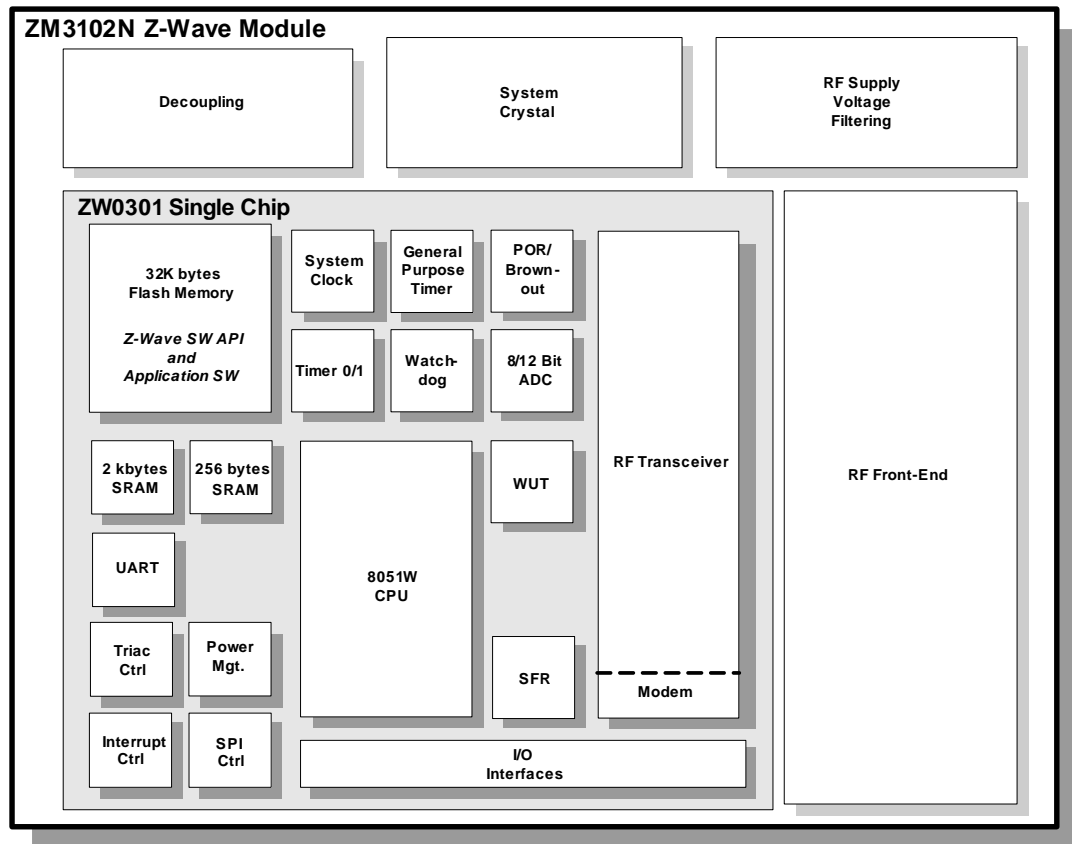 ZM3102N Z-Wave Module
Decoupling
System
Crystal
RF Supply
Voltage
Filtering
ZW0301 Single Chip
32K bytes
Flash Memory
Z-Wave SW API
and
Application SW
System
Clock
General
Purpose
Timer
POR/
Brown-
out
Timer 0/1
Watch-
dog
8/12 Bit
ADC
2 kbytes
SRAM
256 bytes
SRAM
WUT
RF Transceiver
RF Front-End
UART
8051W
CPU
Triac
Ctrl
Power
Mgt.
SFR
Modem
Interrupt
Ctrl
SPI
Ctrl
I/O
Interfaces